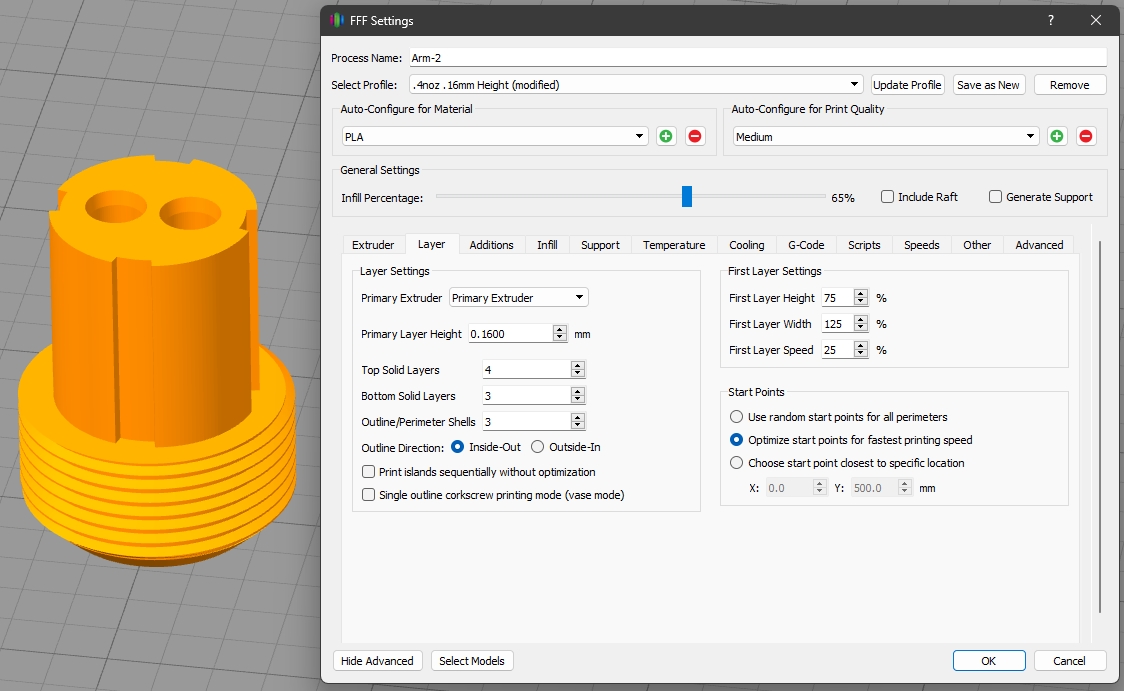 FFF Settings
?
Process Name: Arm-2
Select Profile: .4noz .16mm Height (modified) Update Profile Save as New Remove
Auto-Configure for Material Auto-Configure for Print Quality
PLA Medium
General Settings
Infill Percentage: 65% Include Raft Generate Support
Extruder Layer Additions Infill Support Temperature Cooling G-Code Scripts Speeds Other Advanced
Layer Settings
Primary Extruder Primary Extruder
Primary Layer Height 0.1600 mm
Top Solid Layers 4
Bottom Solid Layers 3
Outline/Perimeter Shells 3
Outline Direction: Inside-Out Outside-In
Print islands sequentially without optimization
Single outline corkscrew printing mode (vase mode)
First Layer Settings
First Layer Height 75 %
First Layer Width 125 %
First Layer Speed 25 %
Start Points
Use random start points for all perimeters
Optimize start points for fastest printing speed
Choose start point closest to specific location
X: 0.0 Y: 500.0 mm
Hide Advanced Select Models OK Cancel